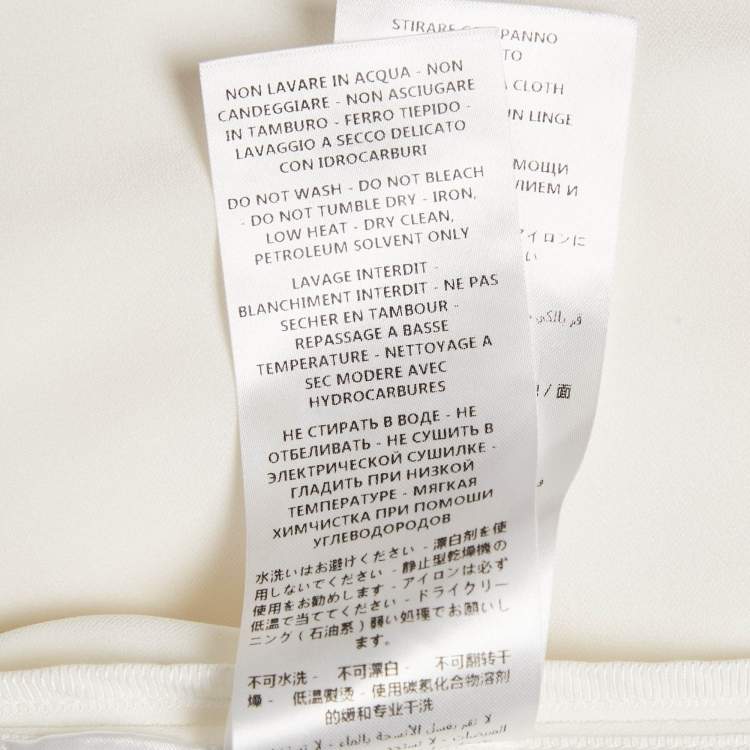 NON LAVARE IN ACQUA - NON
CANDEGGIARE - NON ASCIUGARE
IN TAMBURO - FERRO TIEPIDO -
LAVAGGIO A SECCO DELICATO
CON IDROCARBURI
DO NOT WASH - DO NOT BLEACH
- DO NOT TUMBLE DRY - IRON,
LOW HEAT - DRY CLEAN,
PETROLEUM SOLVENT ONLY
LAVAGE INTERDIT -
BLANCHIMENT INTERDIT - NE PAS
SECHER EN TAMBOUR -
REPASSAGE A BASSE
TEMPERATURE - NETTOYAGE A
SEC MODERE AVEC
HYDROCARBURES
НЕ СТИРАТЬ В ВОДЕ - НЕ
ОТБЕЛИВАТЬ - НЕ СУШИТЬ В
ЭЛЕКТРИЧЕСКОЙ СУШИЛКЕ -
ГЛАДИТЬ ПРИ НИЗКОЙ
ТЕМПЕРАТУРЕ - МЯГКАЯ
ХИМЧИСТКА ПРИ ПОМОШИ
УГЛЕВОДОРОДОВ
水洗いはお避けください - 漂白剤を使
用しないでください - 静止型乾燥機の
使用をお勧めします - アイロンは必ず
低温で当ててください - ドライクリー
ニング ( 石油系 ) 弱い処理でお願いし
ます。
不可水洗 - 不可漂白 - 不可翻转干
燥 - 低温熨烫 - 使用碳氢化合物溶剂
的缓和专业干洗
STIRARE
PANNO
CLOTH
LINGE
アイロンに
/ 面